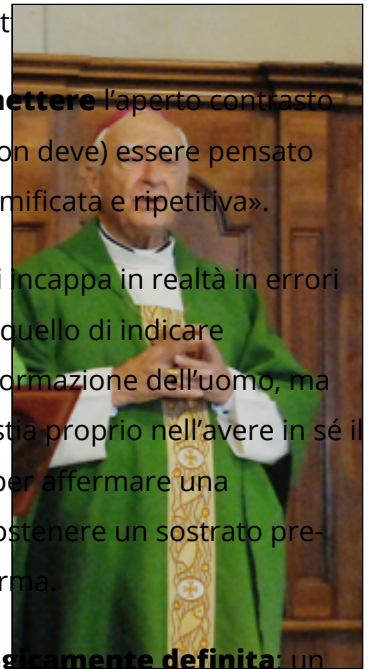 tt
mettere l’aperto contrasto
on deve) essere pensato
mificata e ripetitiva».
i incappa in realtà in errori
quello di indicare
ormazione dell’uomo, ma
stia proprio nell’avere in sé il
per affermare una
ostenere un sostrato pre-
rma.
ogicamente definita: un